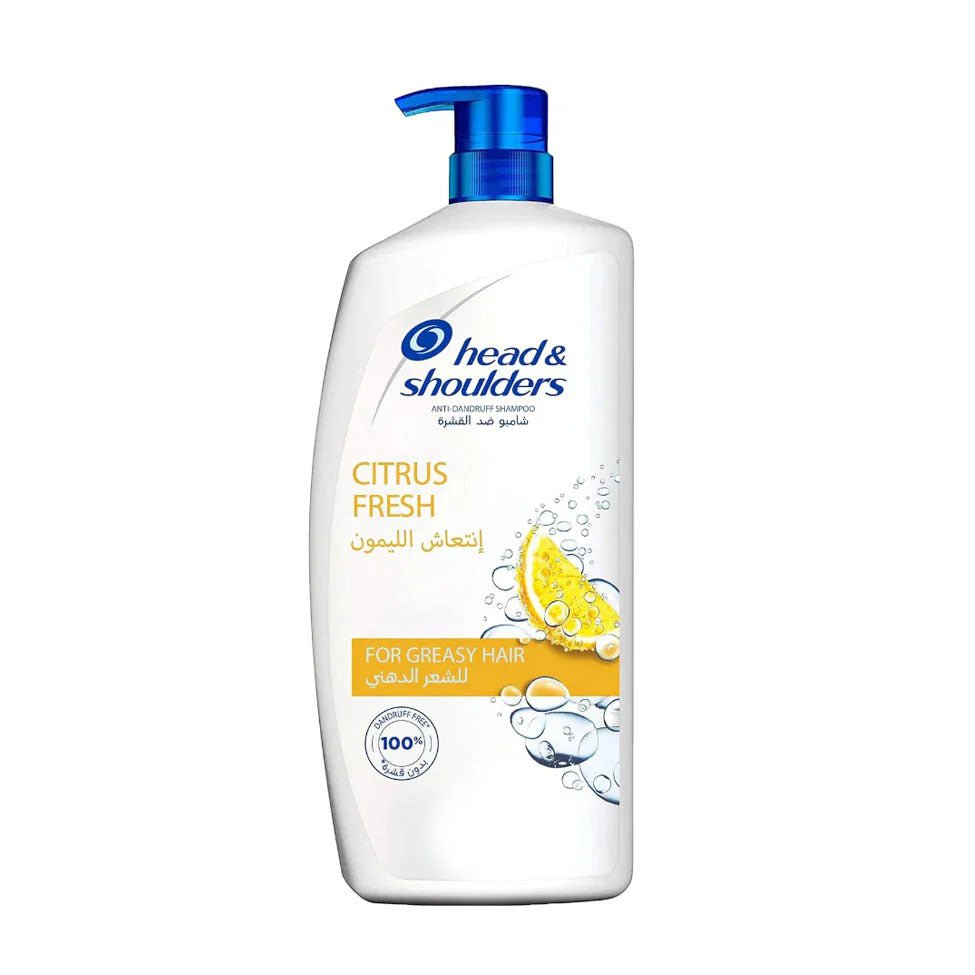 head &
shoulders
ANTI-DANDRUFF SHAMPOO
شامبو ضد القشرة
CITRUS
FRESH
إنتعاش الليمون
FOR GREASY HAIR
للشعر الدهني
DANDRUFF FREE*
100%
بدون قشرة*